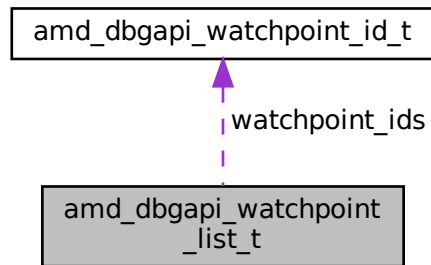 amd_dbgapi_watchpoint_id_t
watchpoint_ids
amd_dbgapi_watchpoint
_list_t